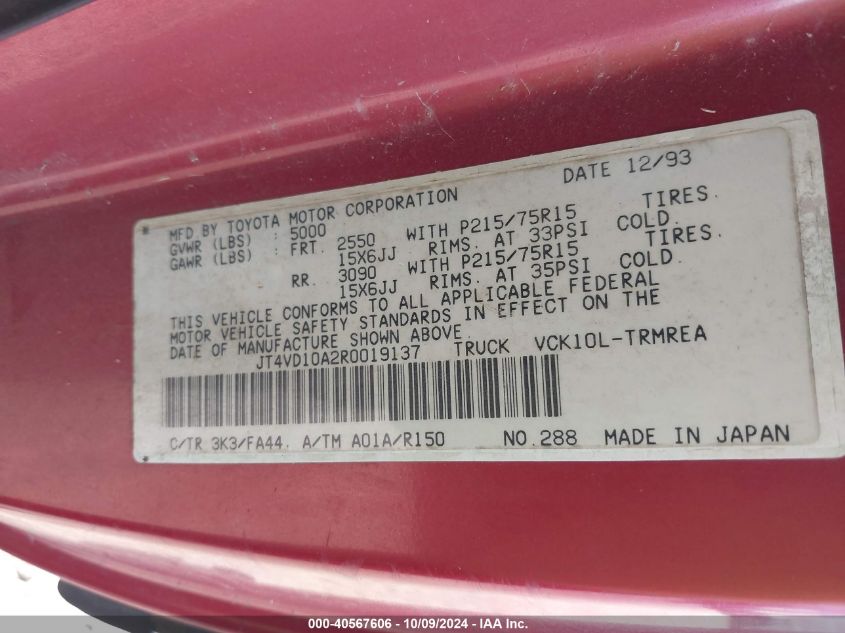 DATE 12/93
MFD BY TOYOTA MOTOR CORPORATION
GVWR (LBS) : 5000
GAWR (LBS) : FRT. 2550 WITH P215/75R15 TIRES.
15X6JJ RIMS. AT 33PSI COLD.
RR. 3090 WITH P215/75R15 TIRES.
15X6JJ RIMS. AT 35PSI COLD.
THIS VEHICLE CONFORMS TO ALL APPLICABLE FEDERAL
MOTOR VEHICLE SAFETY STANDARDS IN EFFECT ON THE
DATE OF MANUFACTURE SHOWN ABOVE.
JT4VD10A2R0019137 TRUCK VCK10L-TRMREA
C/TR 3K3/FA44. A/TM A01A/R150 NO.288 MADE IN JAPAN
000-40567606 - 10/09/2024 - IAA Inc.